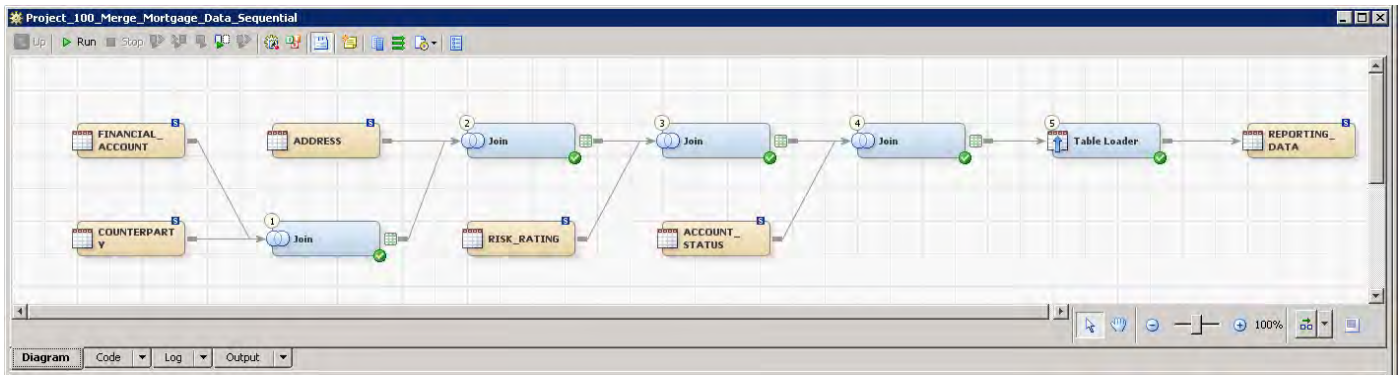 Project_100_Merge_Mortgage_Data_Sequential
Up Run Stop
FINANCIAL_
ACCOUNT
S
ADDRESS
S
2
Join
3
Join
4
Join
5
Table Loader
REPORTING_
DATA
S
COUNTERPART
Y
S
1
Join
RISK_RATING
S
ACCOUNT_
STATUS
S
100%
Diagram Code Log Output